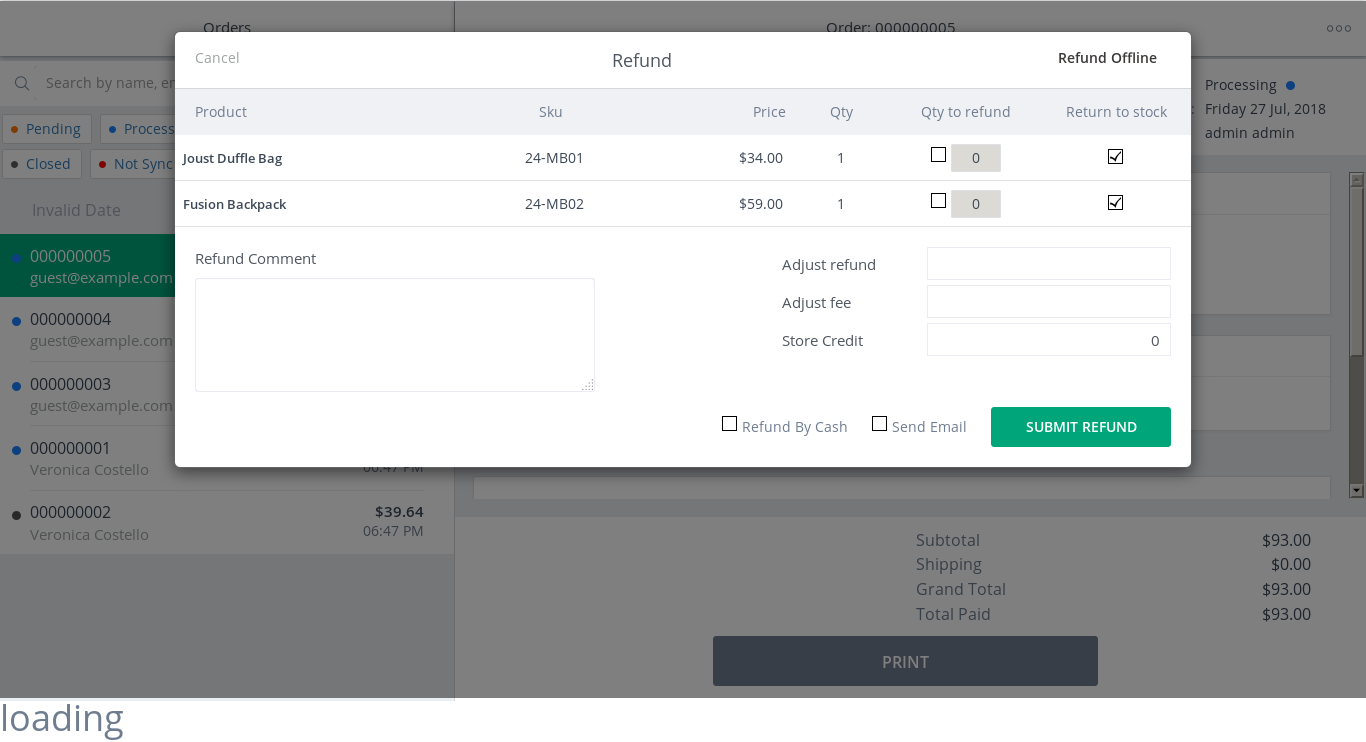 Orders
Order: 000000005
Cancel
Refund
Refund Offline
Search by name, en
Product Sku Price Qty Qty to refund Return to stock
Processing
Friday 27 Jul, 2018
admin admin
Pending
Process
Closed
Not Sync
Joust Duffle Bag 24-MB01 $34.00 1 0
Fusion Backpack 24-MB02 $59.00 1 0
Invalid Date
000000005
guest@example.com
000000004
guest@example.com
000000003
guest@example.com
000000001
Veronica Costello 06:47 PM
000000002 $39.64
Veronica Costello 06:47 PM
Refund Comment
Adjust refund
Adjust fee
Store Credit 0
Refund By Cash
Send Email
SUBMIT REFUND
Subtotal $93.00
Shipping $0.00
Grand Total $93.00
Total Paid $93.00
PRINT
loading